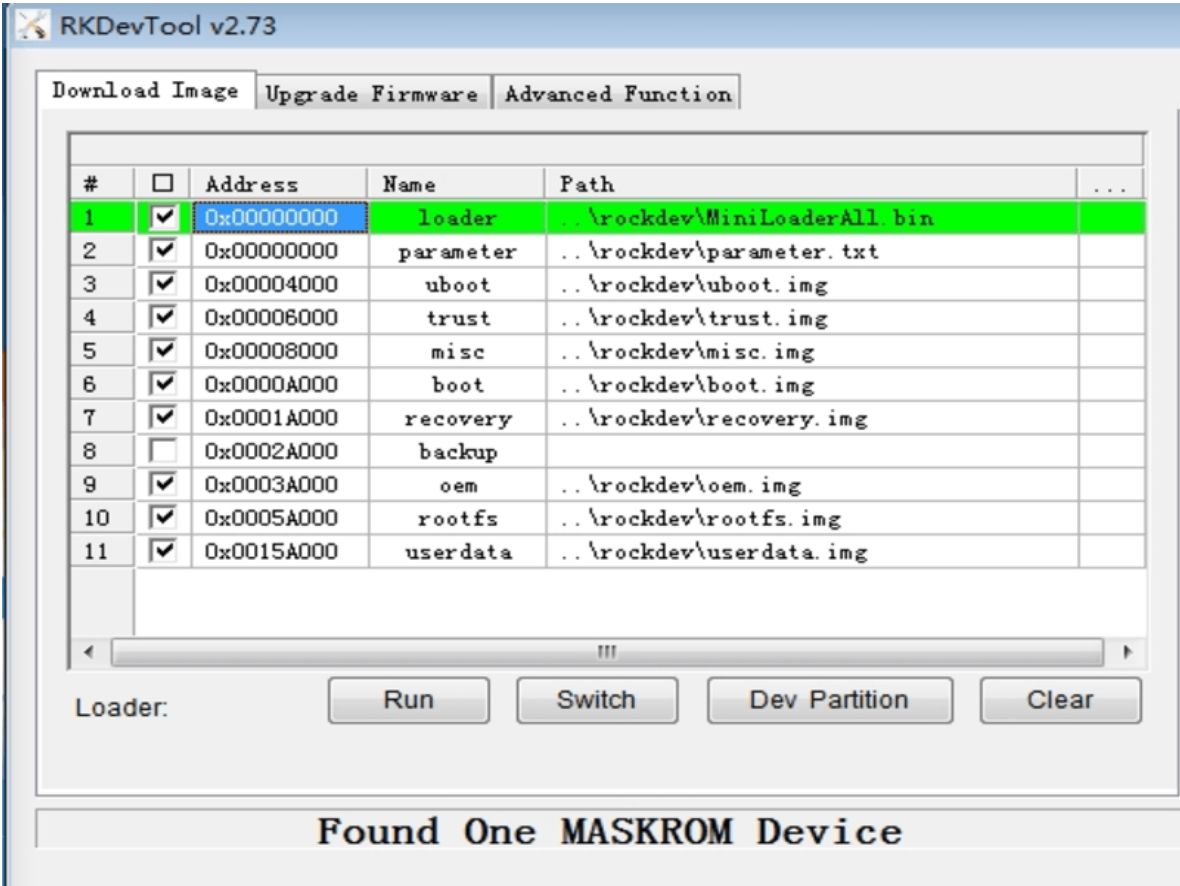 RKDevTool v2.73
Download Image Upgrade Firmware Advanced Function
# Address Name Path ...
1 0x00000000 loader ..\rockdev\MiniLoaderAll.bin
2 0x00000000 parameter ..\rockdev\parameter.txt
3 0x00004000 uboot ..\rockdev\uboot.img
4 0x00006000 trust ..\rockdev\trust.img
5 0x00008000 misc ..\rockdev\misc.img
6 0x0000A000 boot ..\rockdev\boot.img
7 0x0001A000 recovery ..\rockdev\recovery.img
8 0x0002A000 backup
9 0x0003A000 oem ..\rockdev\oem.img
10 0x0005A000 rootfs ..\rockdev\rootfs.img
11 0x0015A000 userdata ..\rockdev\userdata.img
Loader: Run Switch Dev Partition Clear
Found One MASKROM Device